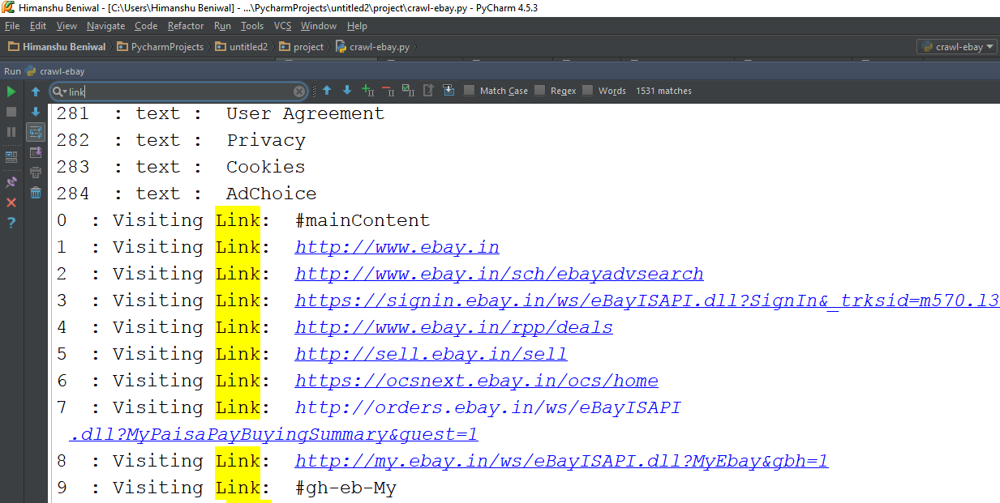 Himanshu Beniwal - [C:\Users\Himanshu Beniwal] - ...\PycharmProjects\untitled2\project\crawl-ebay.py - PyCharm 4.5.3
File Edit View Navigate Code Refactor Run Tools VCS Window Help
Himanshu Beniwal PycharmProjects untitled2 project crawl-ebay.py crawl-ebay
Run crawl-ebay
link Match Case Regex Words 1531 matches
281 : text : User Agreement
282 : text : Privacy
283 : text : Cookies
284 : text : AdChoice
0 : Visiting Link: #mainContent
1 : Visiting Link: http://www.ebay.in
2 : Visiting Link: http://www.ebay.in/sch/ebayadvsearch
3 : Visiting Link: https://signin.ebay.in/ws/eBayISAPI.dll?SignIn&_trksid=m570.l3
4 : Visiting Link: http://www.ebay.in/rpp/deals
5 : Visiting Link: http://sell.ebay.in/sell
6 : Visiting Link: https://ocsnext.ebay.in/ocs/home
7 : Visiting Link: http://orders.ebay.in/ws/eBayISAPI
.dll?MyPaisaPayBuyingSummary&guest=1
8 : Visiting Link: http://my.ebay.in/ws/eBayISAPI.dll?MyEbay&gbh=1
9 : Visiting Link: #gh-eb-My